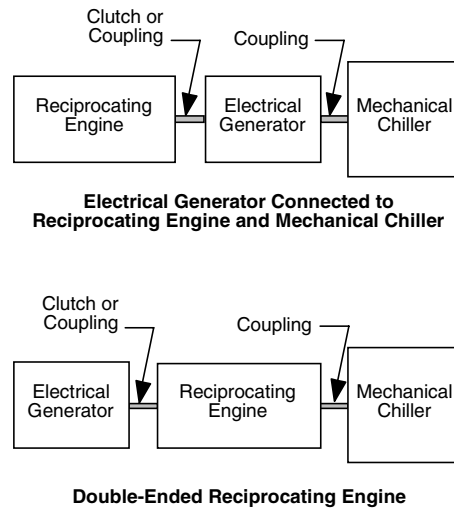 Clutch or
Coupling
Coupling
Reciprocating
Engine
Electrical
Generator
Mechanical
Chiller
Electrical Generator Connected to
Reciprocating Engine and Mechanical Chiller
Clutch or
Coupling
Coupling
Electrical
Generator
Reciprocating
Engine
Mechanical
Chiller
Double-Ended Reciprocating Engine